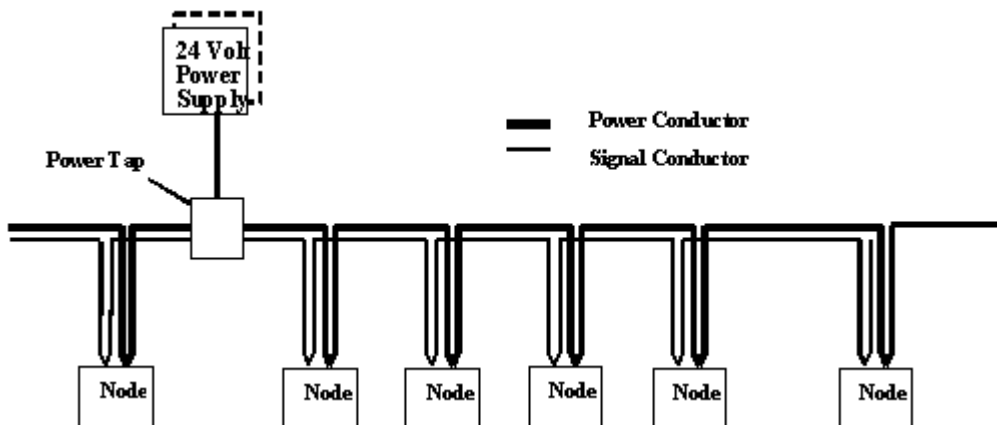 24 Volt
Power
Supply
Power Conductor
Signal Conductor
Power Tap
Node
Node
Node
Node
Node
Node